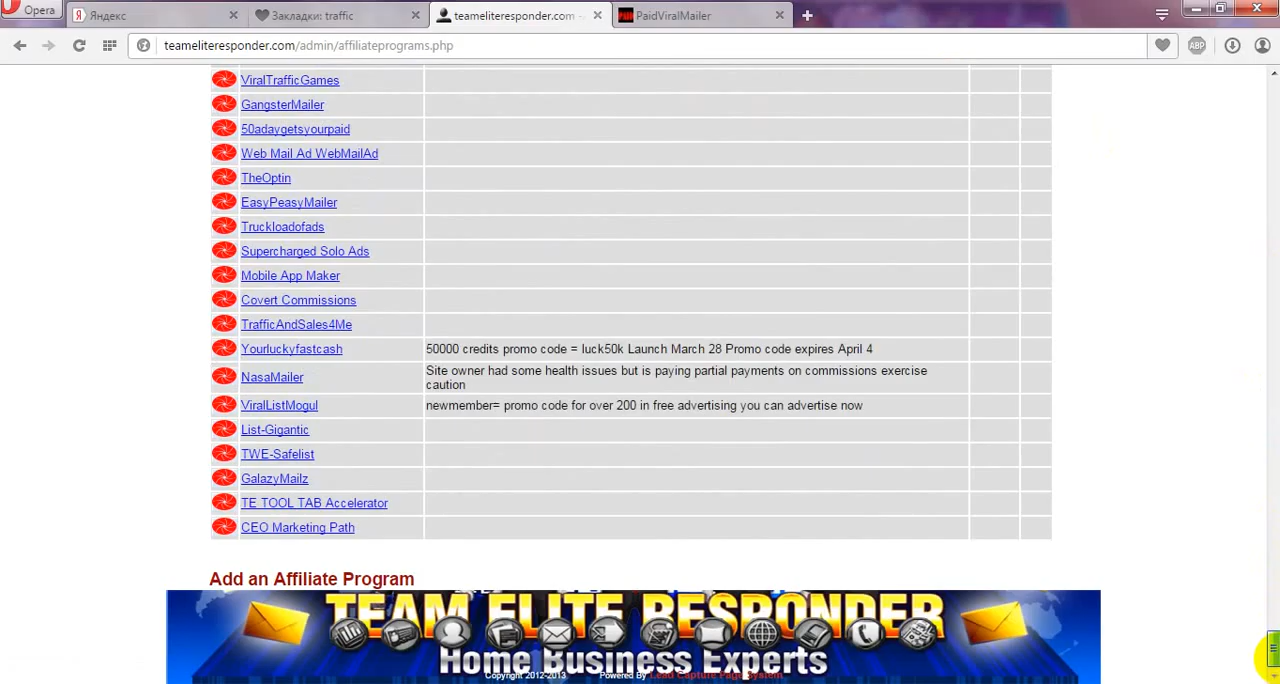 Opera
Яндекс
Закладки: traffic
teameliteresponder.com -
PaidViralMailer
teameliteresponder.com/admin/affiliateprograms.php
ABP
ViralTrafficGames
GangsterMailer
50adaygetsyourpaid
Web Mail Ad WebMailAd
TheOptin
EasyPeasyMailer
Truckloadofads
Supercharged Solo Ads
Mobile App Maker
Covert Commissions
TrafficAndSales4Me
Yourluckyfastcash 50000 credits promo code = luck50k Launch March 28 Promo code expires April 4
NasaMailer Site owner had some health issues but is paying partial payments on commissions exercise
caution
ViralListMogul newmember= promo code for over 200 in free advertising you can advertise now
List-Gigantic
TWE-Safelist
GalazyMailz
TE TOOL TAB Accelerator
CEO Marketing Path
Add an Affiliate Program
TEAM ELITE RESPONDER
Home Business Experts
Copyright 2012-2013 Powered By Lead Capture Page System